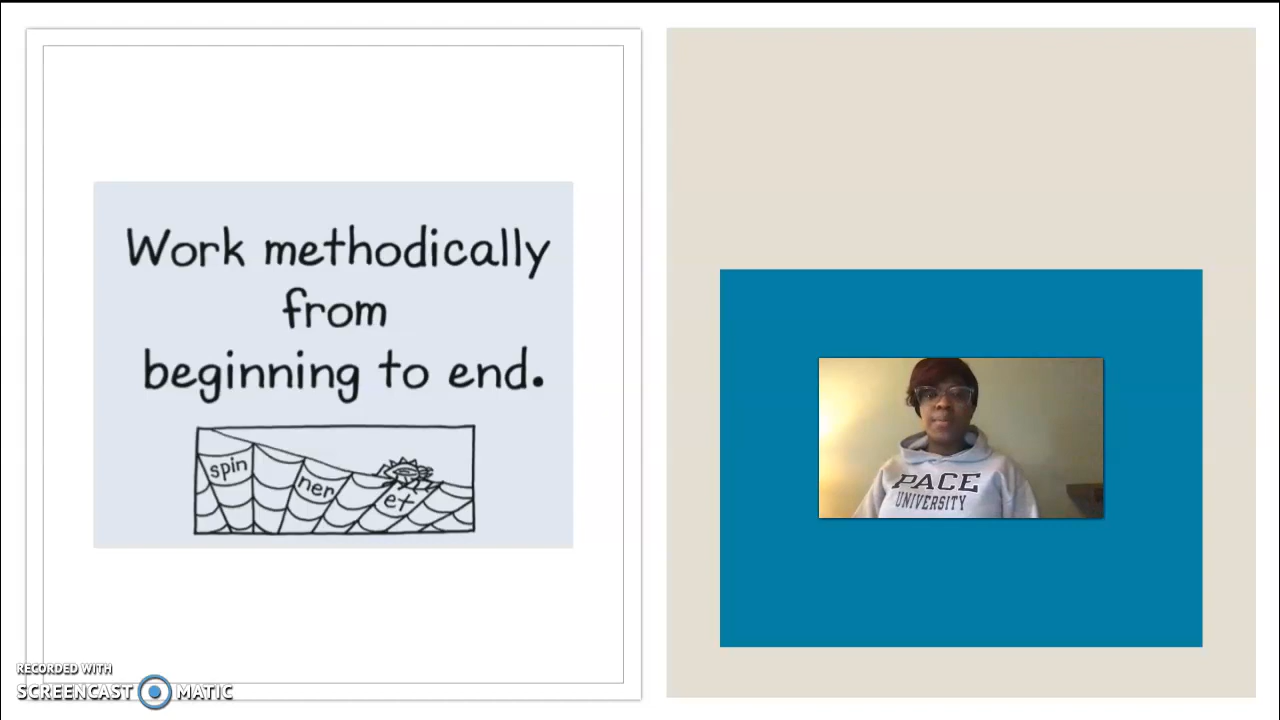 Work methodically
from
beginning to end.
spin
ner
et
PACE
UNIVERSITY
RECORDED WITH
SCREENCAST MATIC